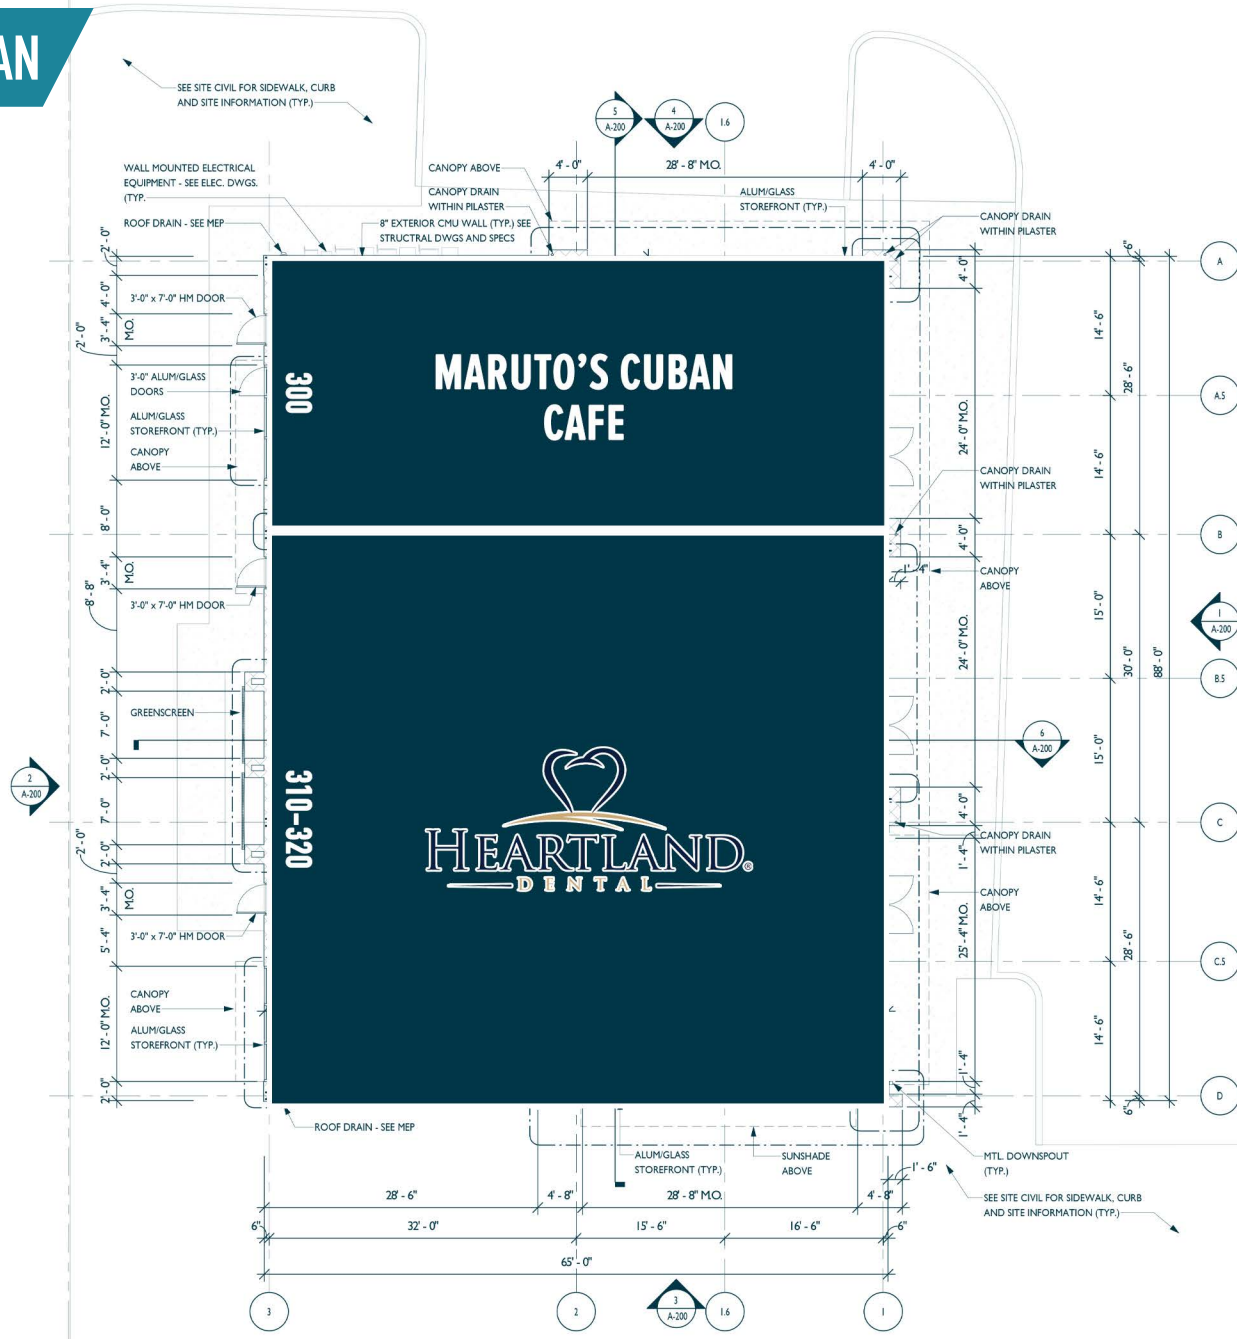 AN
SEE SITE CIVIL FOR SIDEWALK, CURB
AND SITE INFORMATION (TYP.)
5
A-200
4
A-200
1.6
WALL MOUNTED ELECTRICAL
EQUIPMENT - SEE ELEC. DWGS.
(TYP.
ROOF DRAIN - SEE MEP
CANOPY ABOVE
CANOPY DRAIN
WITHIN PILASTER
8" EXTERIOR CMU WALL (TYP.) SEE
STRUCTRAL DWGS AND SPECS
4' - 0"
28' - 8" M.O.
4' - 0"
ALUM/GLASS
STOREFRONT (TYP.)
CANOPY DRAIN
WITHIN PILASTER
2' - 0"
4' - 0"
3' - 4"
M.O.
2' - 0"
12' - 0" M.O.
8' - 0"
3' - 4"
M.O.
8' - 8"
2' - 0"
7' - 0"
2' - 0"
7' - 0"
2' - 0"
2' - 0"
3' - 4"
M.O.
5' - 4"
12' - 0" M.O.
2' - 0"
3'-0" x 7'-0" HM DOOR
3'-0" ALUM/GLASS
DOORS
ALUM/GLASS
STOREFRONT (TYP.)
CANOPY
ABOVE
3'-0" x 7'-0" HM DOOR
GREENSCREEN
2
A-200
3'-0" x 7'-0" HM DOOR
CANOPY
ABOVE
ALUM/GLASS
STOREFRONT (TYP.)
300
MARUTO'S CUBAN
CAFE
310-320
HEARTLAND®
DENTAL
4' - 0"
24' - 0" M.O.
CANOPY DRAIN
WITHIN PILASTER
4' - 0"
1' - 4"
CANOPY
ABOVE
24' - 0" M.O.
6
A-200
4' - 0"
1' - 4"
CANOPY DRAIN
WITHIN PILASTER
CANOPY
ABOVE
25' - 4" M.O.
1' - 4"
1' - 4"
6"
14' - 6"
28' - 6"
14' - 6"
15' - 0"
30' - 0"
88' - 0"
15' - 0"
14' - 6"
28' - 6"
14' - 6"
6"
A
A.5
B
1
A-200
B.5
C
C.5
D
ROOF DRAIN - SEE MEP
ALUM/GLASS
STOREFRONT (TYP.)
SUNSHADE
ABOVE
MTL. DOWNSPOUT
(TYP.)
1' - 6"
SEE SITE CIVIL FOR SIDEWALK, CURB
AND SITE INFORMATION (TYP.)
28' - 6"
4' - 8"
28' - 8" M.O.
4' - 8"
6"
32' - 0"
15' - 6"
16' - 6"
6"
65' - 0"
3
2
3
A-200
1.6
1